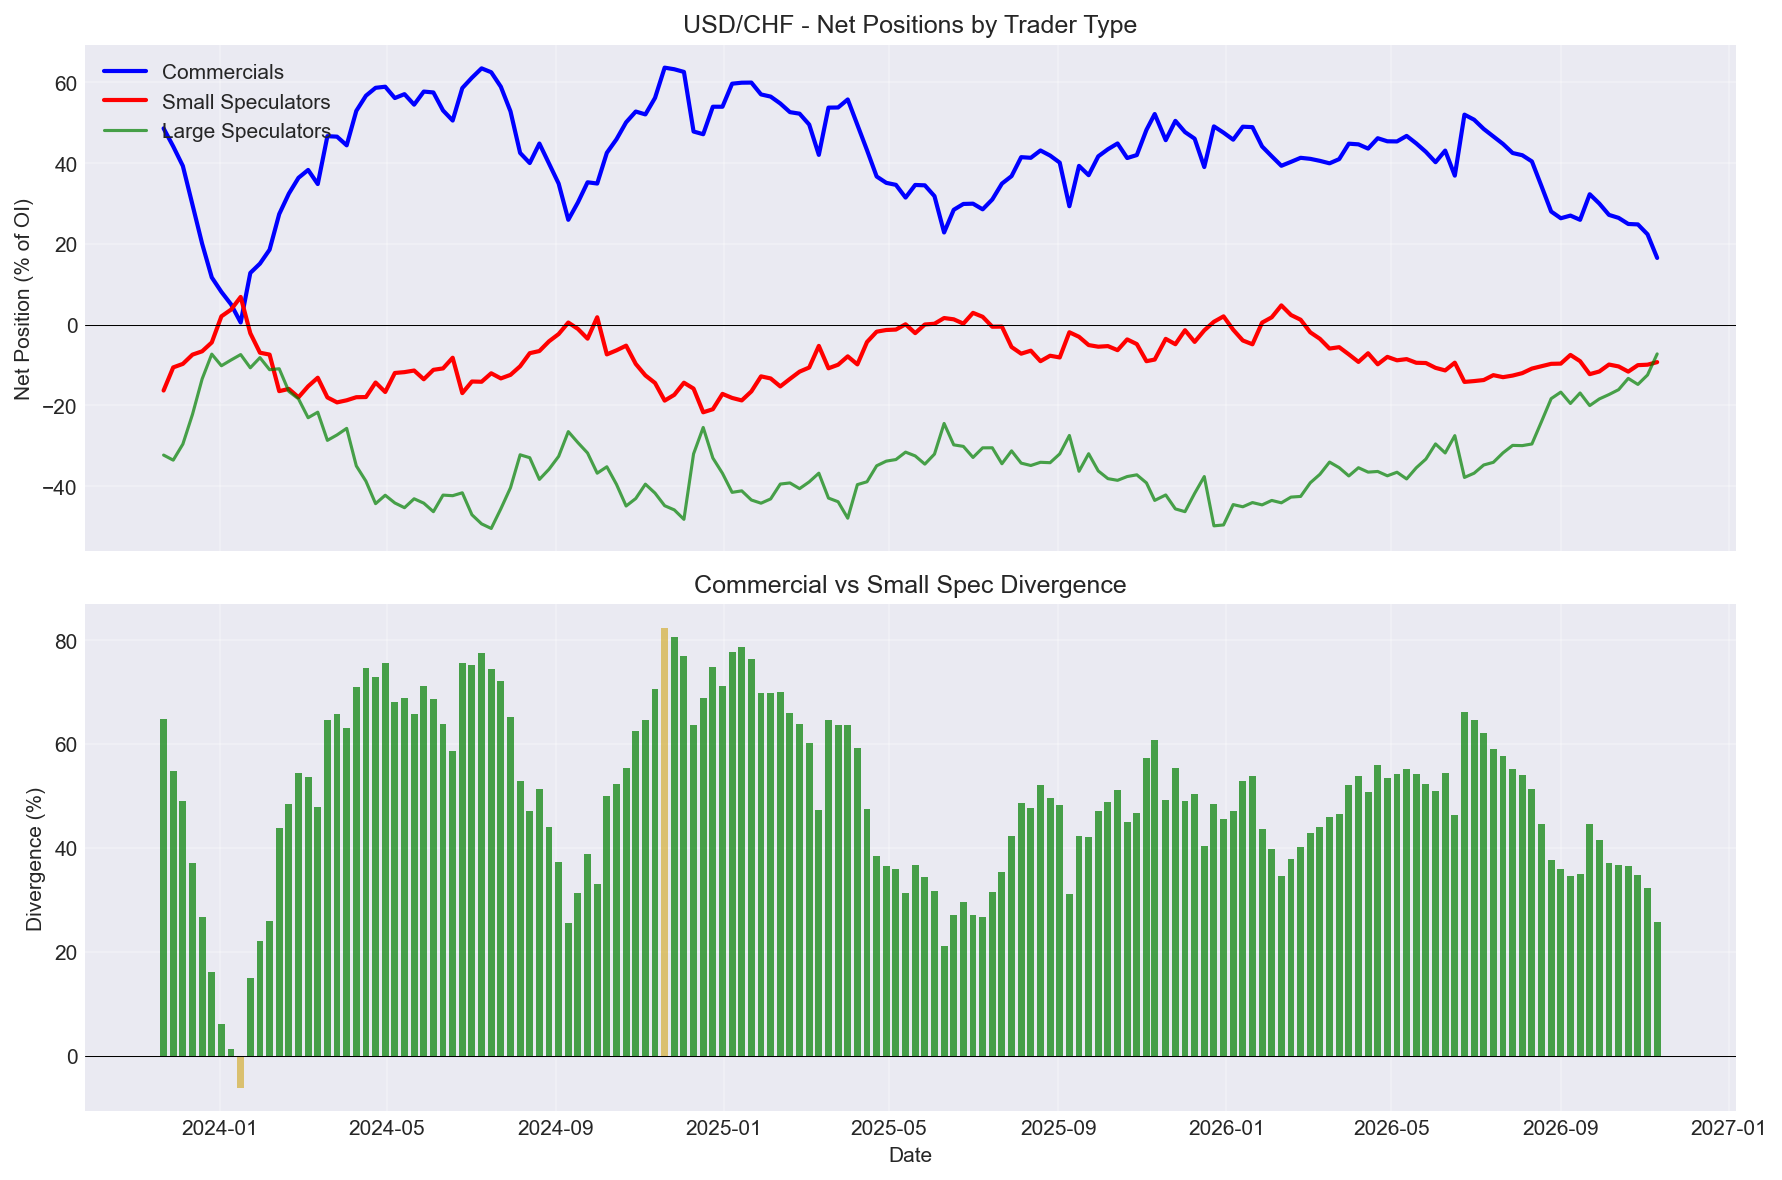 USD/CHF - Net Positions by Trader Type
Commercials
Small Speculators
Large Speculators
Net Position (% of OI)
60
40
20
0
−20
−40
Commercial vs Small Spec Divergence
Divergence (%)
80
60
40
20
0
2024-01 2024-05 2024-09 2025-01 2025-05 2025-09 2026-01 2026-05 2026-09 2027-01
Date